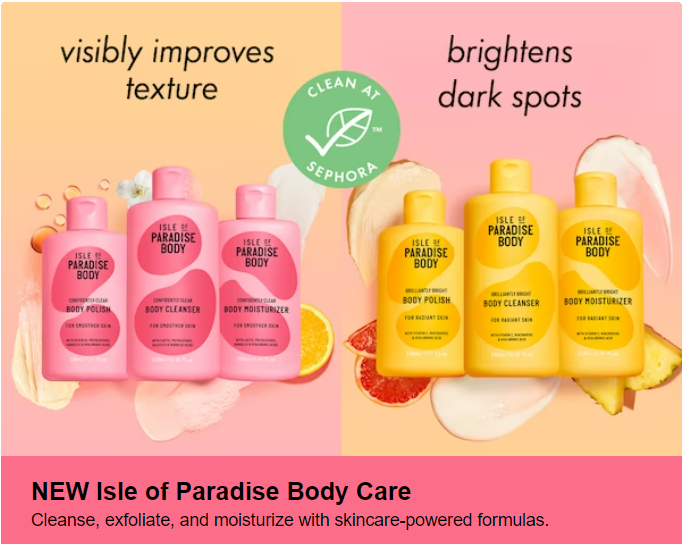 visibly improves
texture
brightens
dark spots
CLEAN AT
SEPHORA
TM
ISLE OF
PARADISE
BODY
CONFIDENTLY CLEAR
BODY POLISH
FOR SMOOTHER SKIN
ISLE OF
PARADISE
BODY
CONFIDENTLY CLEAR
BODY CLEANSER
FOR SMOOTHER SKIN
ISLE OF
PARADISE
BODY
CONFIDENTLY CLEAR
BODY MOISTURIZER
FOR SMOOTHER SKIN
ISLE OF
PARADISE
BODY
BRILLIANTLY BRIGHT
BODY POLISH
FOR RADIANT SKIN
ISLE OF
PARADISE
BODY
BRILLIANTLY BRIGHT
BODY CLEANSER
FOR RADIANT SKIN
ISLE OF
PARADISE
BODY
BRILLIANTLY BRIGHT
BODY MOISTURIZER
FOR RADIANT SKIN
NEW Isle of Paradise Body Care
Cleanse, exfoliate, and moisturize with skincare-powered formulas.